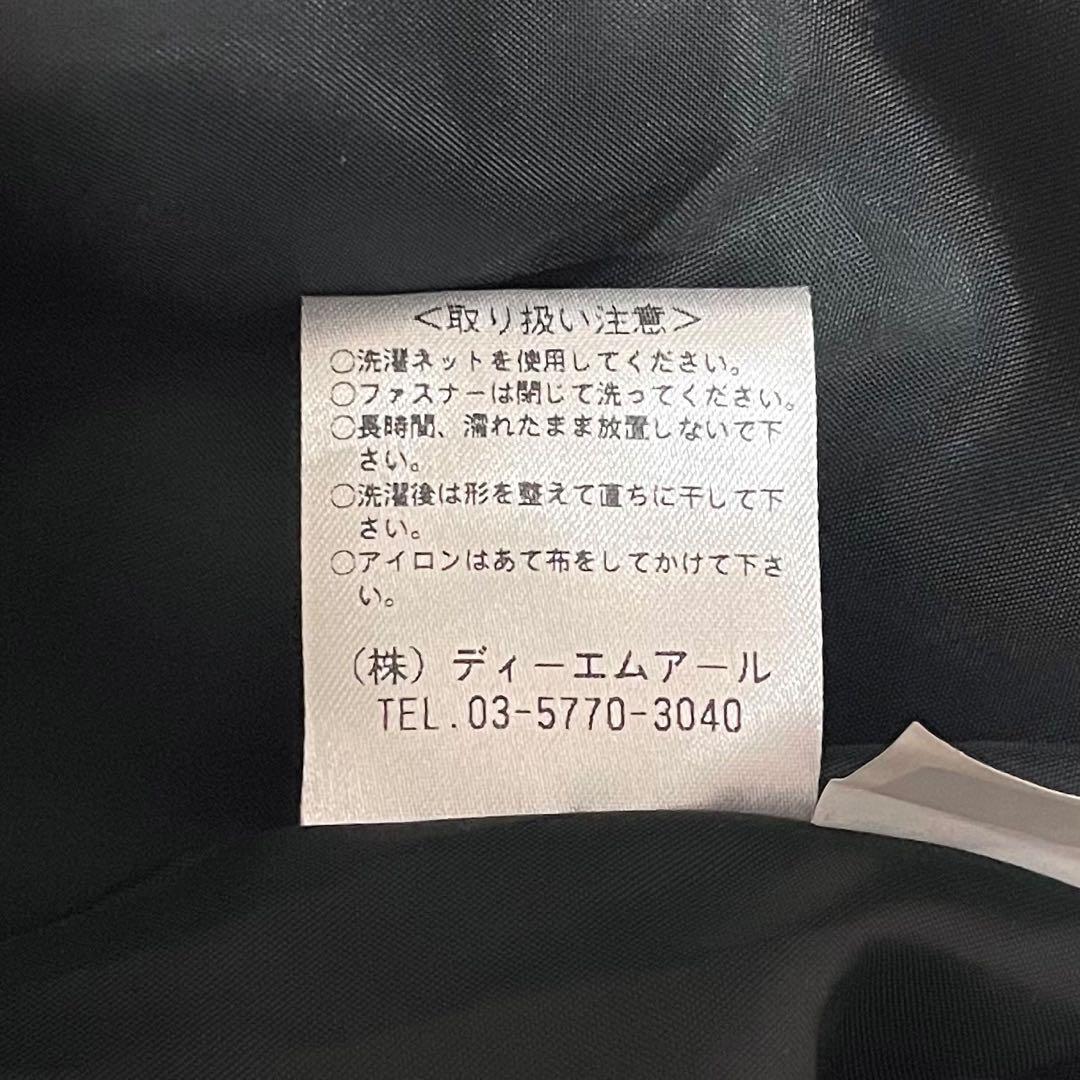 <取り扱い注意>
○洗濯ネットを使用してください。
○ファスナーは閉じて洗ってください。
○長時間、濡れたまま放置しないで下
さい。
○洗濯後は形を整えて直ちに干して下
さい。
○アイロンはあて布をしてかけて下さ
い。
(株)ディーエムアール
TEL.03-5770-3040